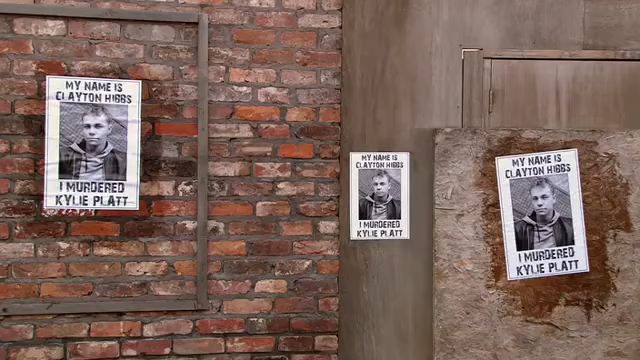 MY NAME IS
CLAYTON HIBBS
I MURDERED
KYLIE PLATT
MY NAME IS
CLAYTON HIBBS
I MURDERED
KYLIE PLATT
MY NAME IS
CLAYTON HIBBS
I MURDERED
KYLIE PLATT